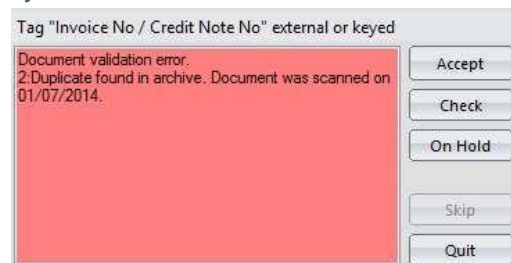 Tag "Invoice No / Credit Note No" external or keyed
Document validation error.
2:Duplicate found in archive. Document was scanned on
01/07/2014.
Accept
Check
On Hold
Skip
Quit